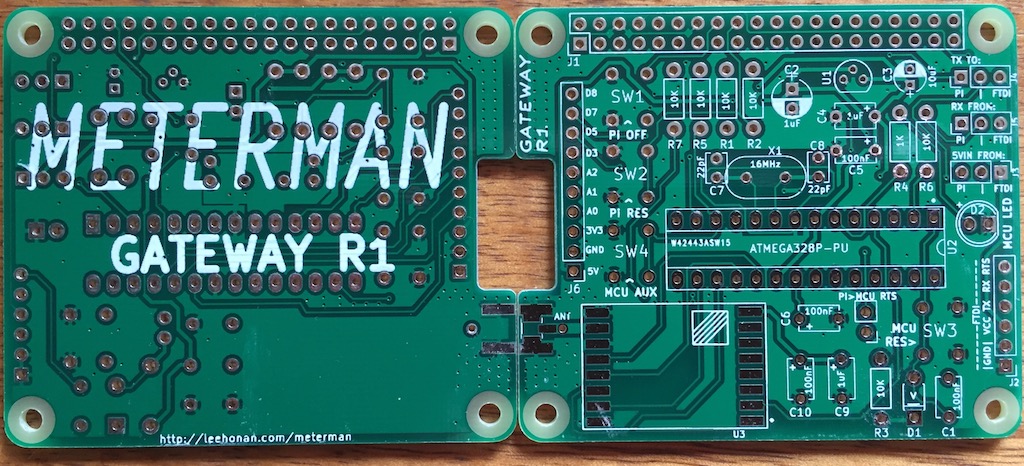 METERMAN
GATEWAY R1
http://leehonan.com/meterman
GATEWAY
R1.
J1
D8
D7
D5
D3
A2
A1
A0
3V3
GND
5V
J6
SW1
PI OFF
SW2
PI RES
SW4
MCU AUX
10K
10K
10K
10K
R7
R5
R1
R2
C2
1uF
U1
C3
10uF
C4
1uF
100nF
C5
22pF
C7
X1
16MHz
C8
22pF
1K
1K
R4
R6
TX TO:
J4
PI | FTDI
RX FROM:
PI | FTDI
5VIN FROM:
J3
PI | FTDI
MCU LED
D2
W42443ASW15
ATMEGA328P-PU
U2
ANT
U3
C6
100nF
PI>MCU RTS
MCU
RES>
SW3
FTDI
|GND| VCC TX RX RTS
J2
100nF
C10
1uF
C9
10K
R3
D1
100nF
C1